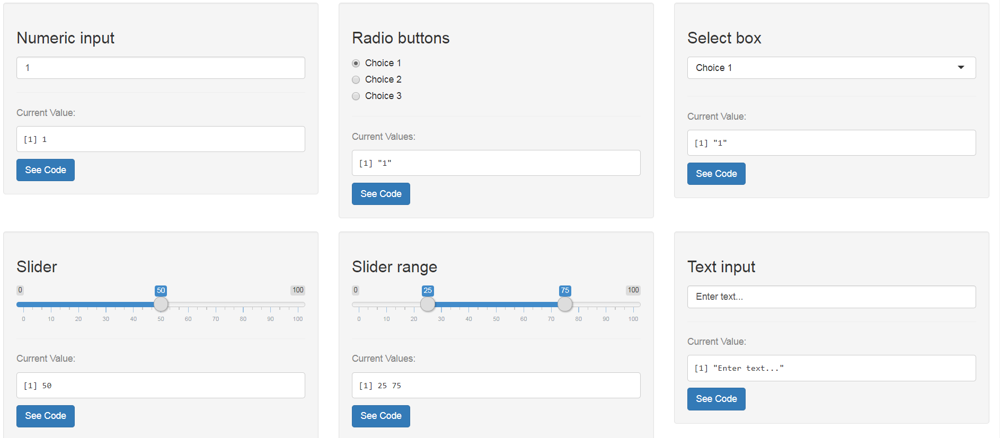 Numeric input
1
Current Value:
[1] 1
See Code
Radio buttons
Choice 1
Choice 2
Choice 3
Current Values:
[1] "1"
See Code
Select box
Choice 1
Current Value:
[1] "1"
See Code
Slider
0 50 100
0 10 20 30 40 50 60 70 80 90 100
Current Value:
[1] 50
See Code
Slider range
0 25 75 100
0 10 20 30 40 50 60 70 80 90 100
Current Values:
[1] 25 75
See Code
Text input
Enter text...
Current Value:
[1] "Enter text..."
See Code